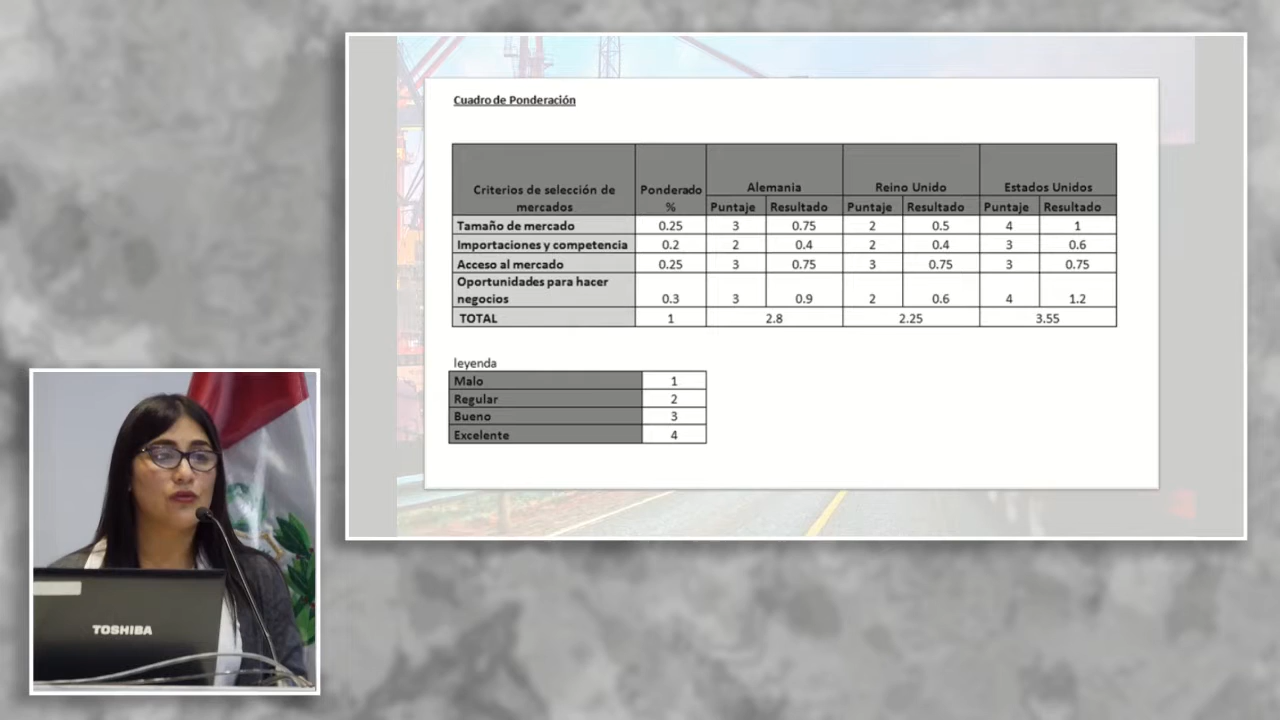 Cuadro de Ponderación
Criterios de selección de mercados Ponderado % Alemania Reino Unido Estados Unidos
Puntaje Resultado Puntaje Resultado Puntaje Resultado
Tamaño de mercado 0.25 3 0.75 2 0.5 4 1
Importaciones y competencia 0.2 2 0.4 2 0.4 3 0.6
Acceso al mercado 0.25 3 0.75 3 0.75 3 0.75
Oportunidades para hacer negocios 0.3 3 0.9 2 0.6 4 1.2
TOTAL 1 2.8 2.25 3.55
leyenda
Malo 1
Regular 2
Bueno 3
Excelente 4
TOSHIBA